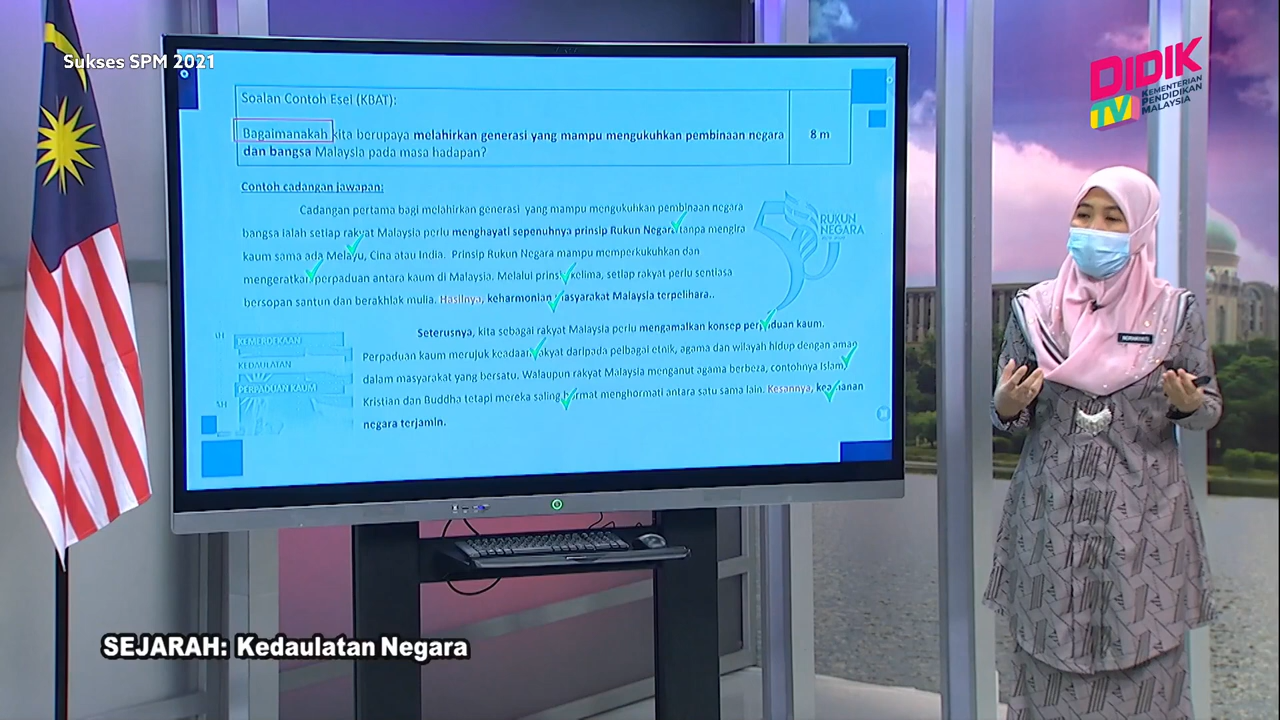 Sukses SPM 2021
DIDIK
TV
KEMENTERIAN
PENDIDIKAN
MALAYSIA
Soalan Contoh Esei (KBAT):
Bagaimanakah kita berupaya melahirkan generasi yang mampu mengukuhkan pembinaan negara
dan bangsa Malaysia pada masa hadapan?
8 m
Contoh cadangan jawapan:
Cadangan pertama bagi melahirkan generasi yang mampu mengukuhkan pembinaan negara
bangsa ialah setiap rakyat Malaysia perlu menghayati sepenuhnya prinsip Rukun Negara tanpa mengira
kaum sama ada Melayu, Cina atau India. Prinsip Rukun Negara mampu memperkukuhkan dan
mengeratkan perpaduan antara kaum di Malaysia. Melalui prinsip kelima, setiap rakyat perlu sentiasa
bersopan santun dan berakhlak mulia. Hasilnya, keharmonian masyarakat Malaysia terpelihara..
RUKUN
NEGARA
Seterusnya, kita sebagai rakyat Malaysia perlu mengamalkan konsep perpaduan kaum.
Perpaduan kaum merujuk keadaan rakyat daripada pelbagai etnik, agama dan wilayah hidup dengan aman
dalam masyarakat yang bersatu. Walaupun rakyat Malaysia menganut agama berbeza, contohnya Islam,
Kristian dan Buddha tetapi mereka saling hormat menghormati antara satu sama lain. Kesannya, keamanan
negara terjamin.
KEMERDEKAAN
KEDAULATAN
PERPADUAN KAUM
SEJARAH: Kedaulatan Negara